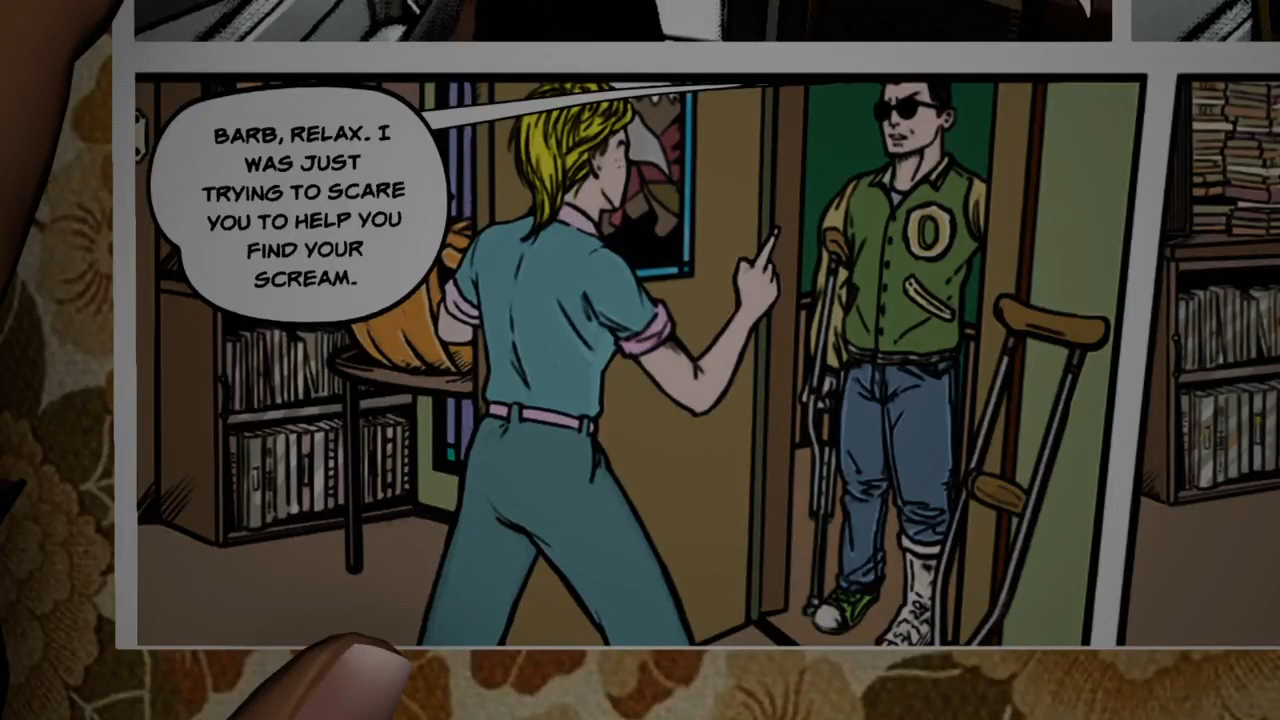 BARB, RELAX. I
WAS JUST
TRYING TO SCARE
YOU TO HELP YOU
FIND YOUR
SCREAM.
O